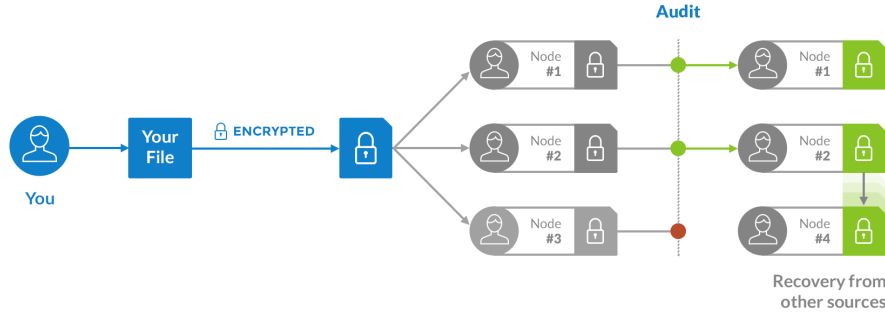 Audit
Node
#1
Node
#1
ENCRYPTED
Your
File
Node
#2
Node
#2
You
Node
#3
Node
#4
Recovery from
other sources